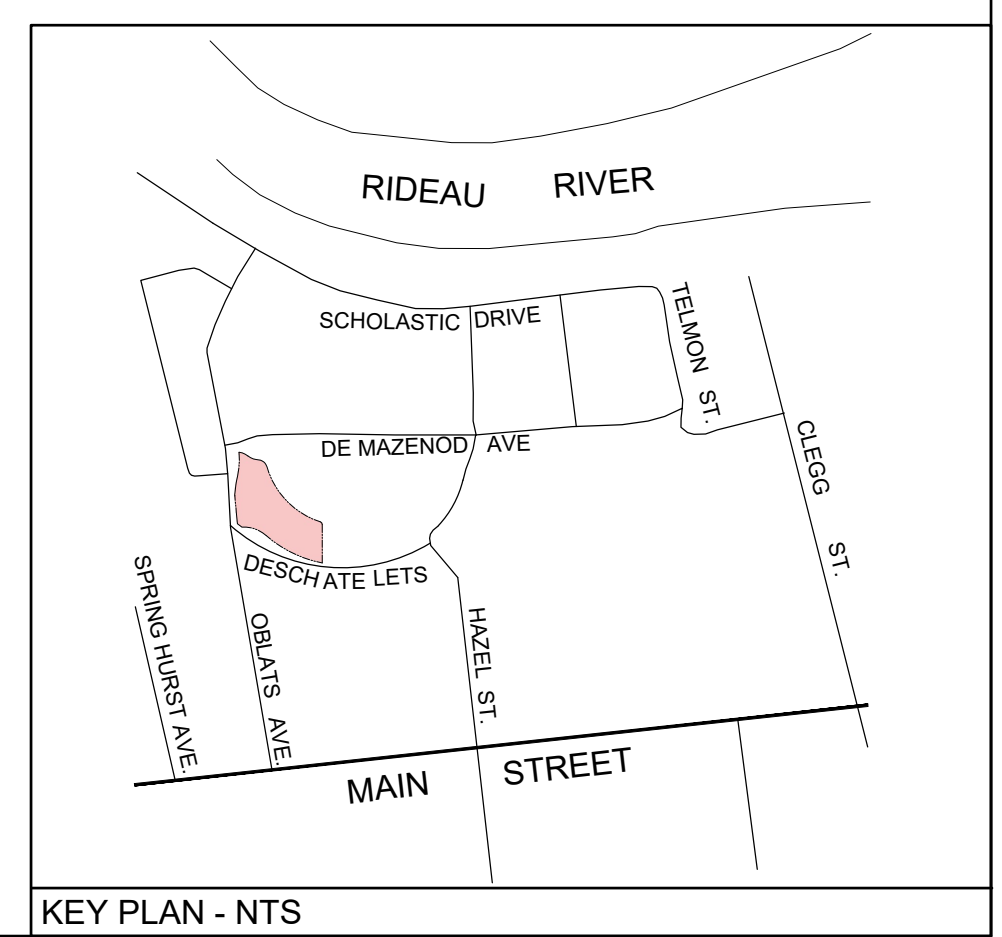 RIDEAU RIVER
SCHOLASTIC DRIVE
TELMON ST.
DE MAZENOD AVE
CLEGG ST.
DESCHATE LETS
SPRING HURST AVE.
OBLATS AVE.
HAZEL ST.
MAIN STREET
KEY PLAN - NTS